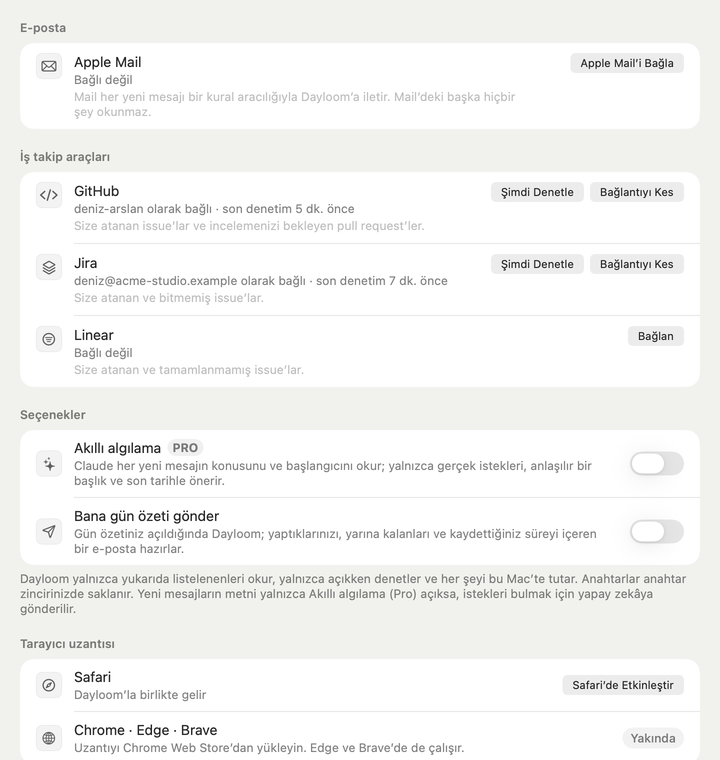 E-posta
Apple Mail
Apple Mail’i Bağla
Bağlı değil
Mail her yeni mesajı bir kural aracılığıyla Dayloom’a iletir. Mail’deki başka hiçbir
şey okunmaz.
İş takip araçları
GitHub
Şimdi Denetle
Bağlantıyı Kes
deniz-arslan olarak bağlı · son denetim 5 dk. önce
Size atanan issue’lar ve incelemenizi bekleyen pull request’ler.
Jira
Şimdi Denetle
Bağlantıyı Kes
deniz@acme-studio.example olarak bağlı · son denetim 7 dk. önce
Size atanan ve bitmemiş issue’lar.
Linear
Bağlan
Bağlı değil
Size atanan ve tamamlanmamış issue’lar.
Seçenekler
Akıllı algılama PRO
Claude her yeni mesajın konusunu ve başlangıcını okur; yalnızca gerçek istekleri, anlaşılır bir
başlık ve son tarihle önerir.
Bana gün özeti gönder
Gün özetiniz açıldığında Dayloom; yaptıklarınızı, yarına kalanları ve kaydettiğiniz süreyi içeren
bir e-posta hazırlar.
Dayloom yalnızca yukarıda listelenenleri okur, yalnızca açıkken denetler ve her şeyi bu Mac’te tutar. Anahtarlar anahtar
zincirinizde saklanır. Yeni mesajların metni yalnızca Akıllı algılama (Pro) açıksa, istekleri bulmak için yapay zekâya
gönderilir.
Tarayıcı uzantısı
Safari
Safari’de Etkinleştir
Dayloom’la birlikte gelir
Chrome · Edge · Brave
Yakında
Uzantıyı Chrome Web Store’dan yükleyin. Edge ve Brave’de de çalışır.